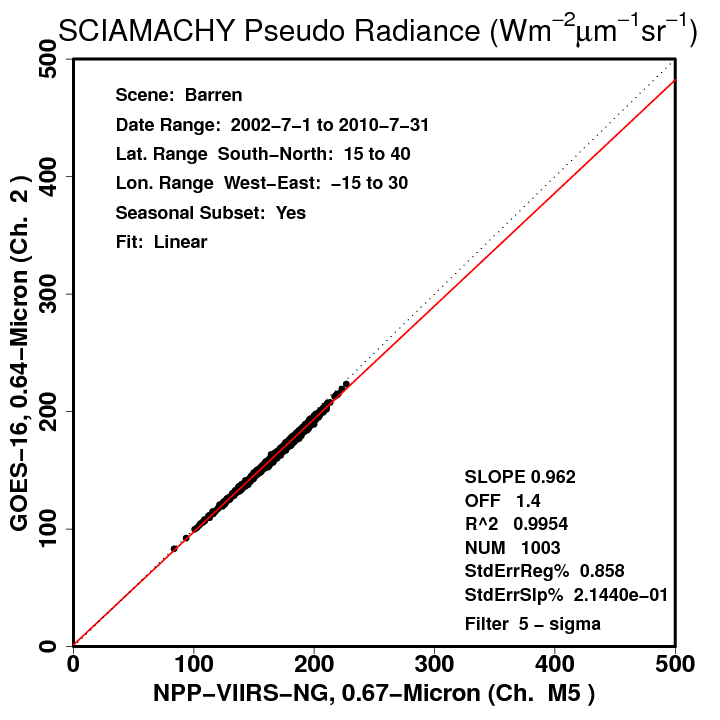 SCIAMACHY Pseudo Radiance (Wm−2μm−1sr−1)
Scene: Barren
Date Range: 2002−7−1 to 2010−7−31
Lat. Range South−North: 15 to 40
Lon. Range West−East: −15 to 30
Seasonal Subset: Yes
Fit: Linear
GOES−16, 0.64−Micron (Ch. 2 )
500
400
300
200
100
0
SLOPE 0.962
OFF 1.4
R^2 0.9954
NUM 1003
StdErrReg% 0.858
StdErrSlp% 2.1440e−01
Filter 5 − sigma
0 100 200 300 400 500
NPP−VIIRS−NG, 0.67−Micron (Ch. M5 )